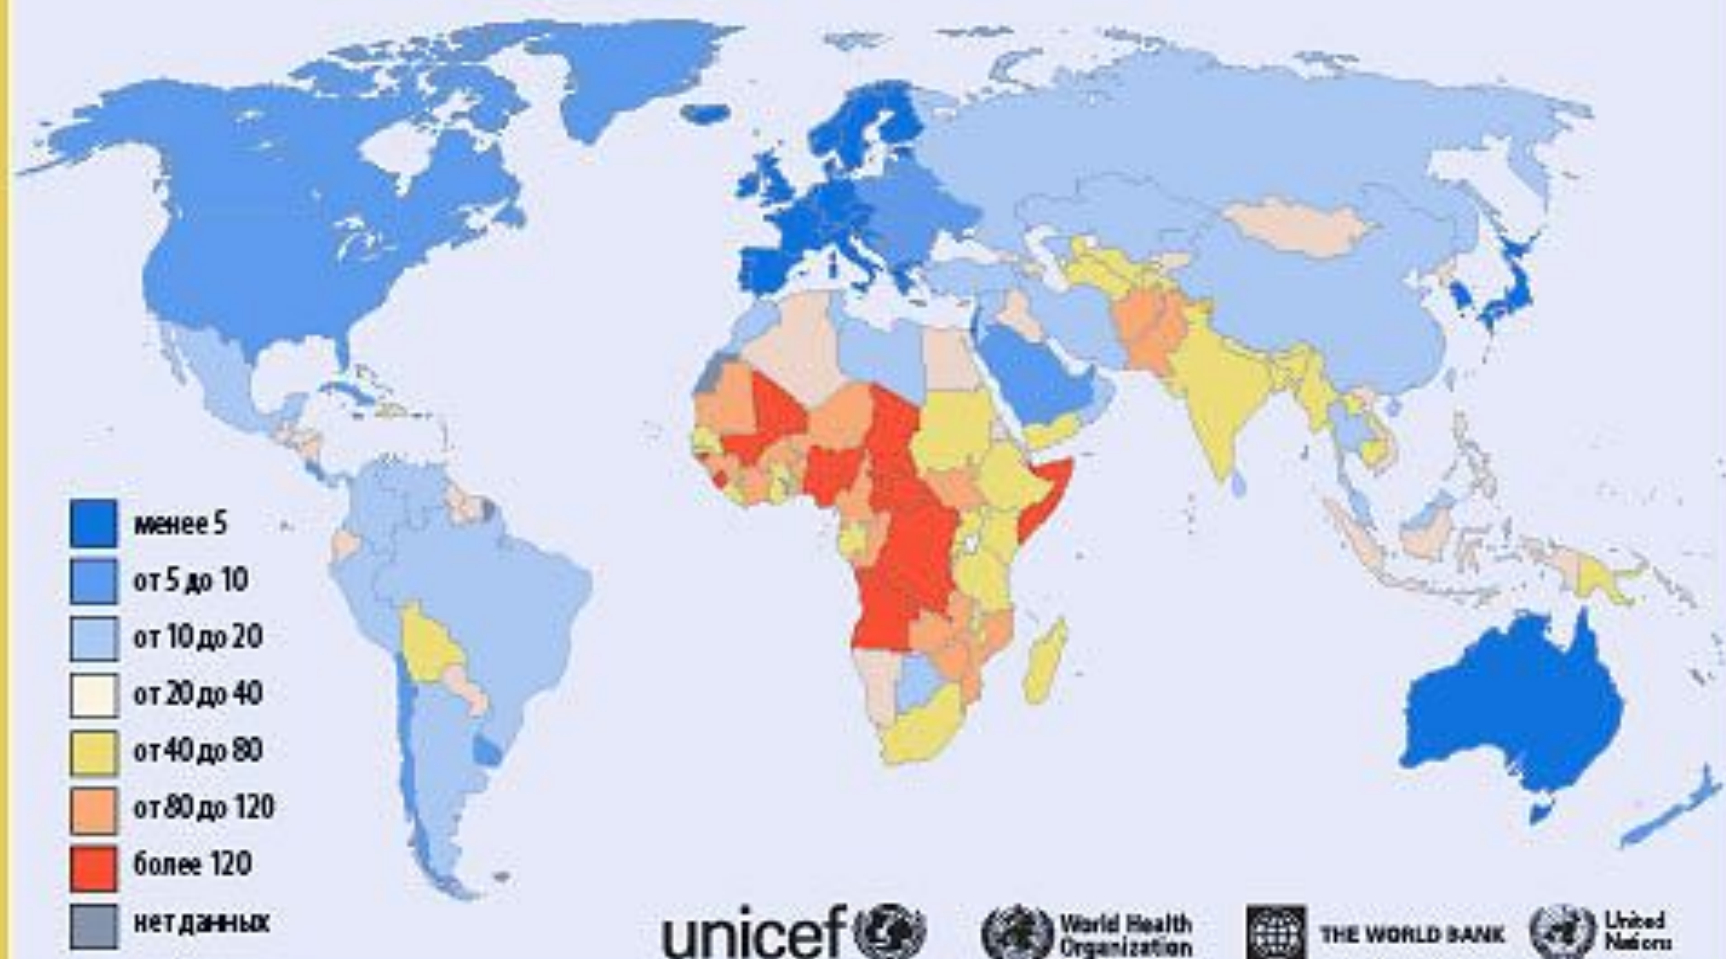 менее 5
от 5 до 10
от 10 до 20
от 20 до 40
от 40 до 80
от 80 до 120
более 120
нет данных
unicef
World Health
Organization
THE WORLD BANK
United
Nations